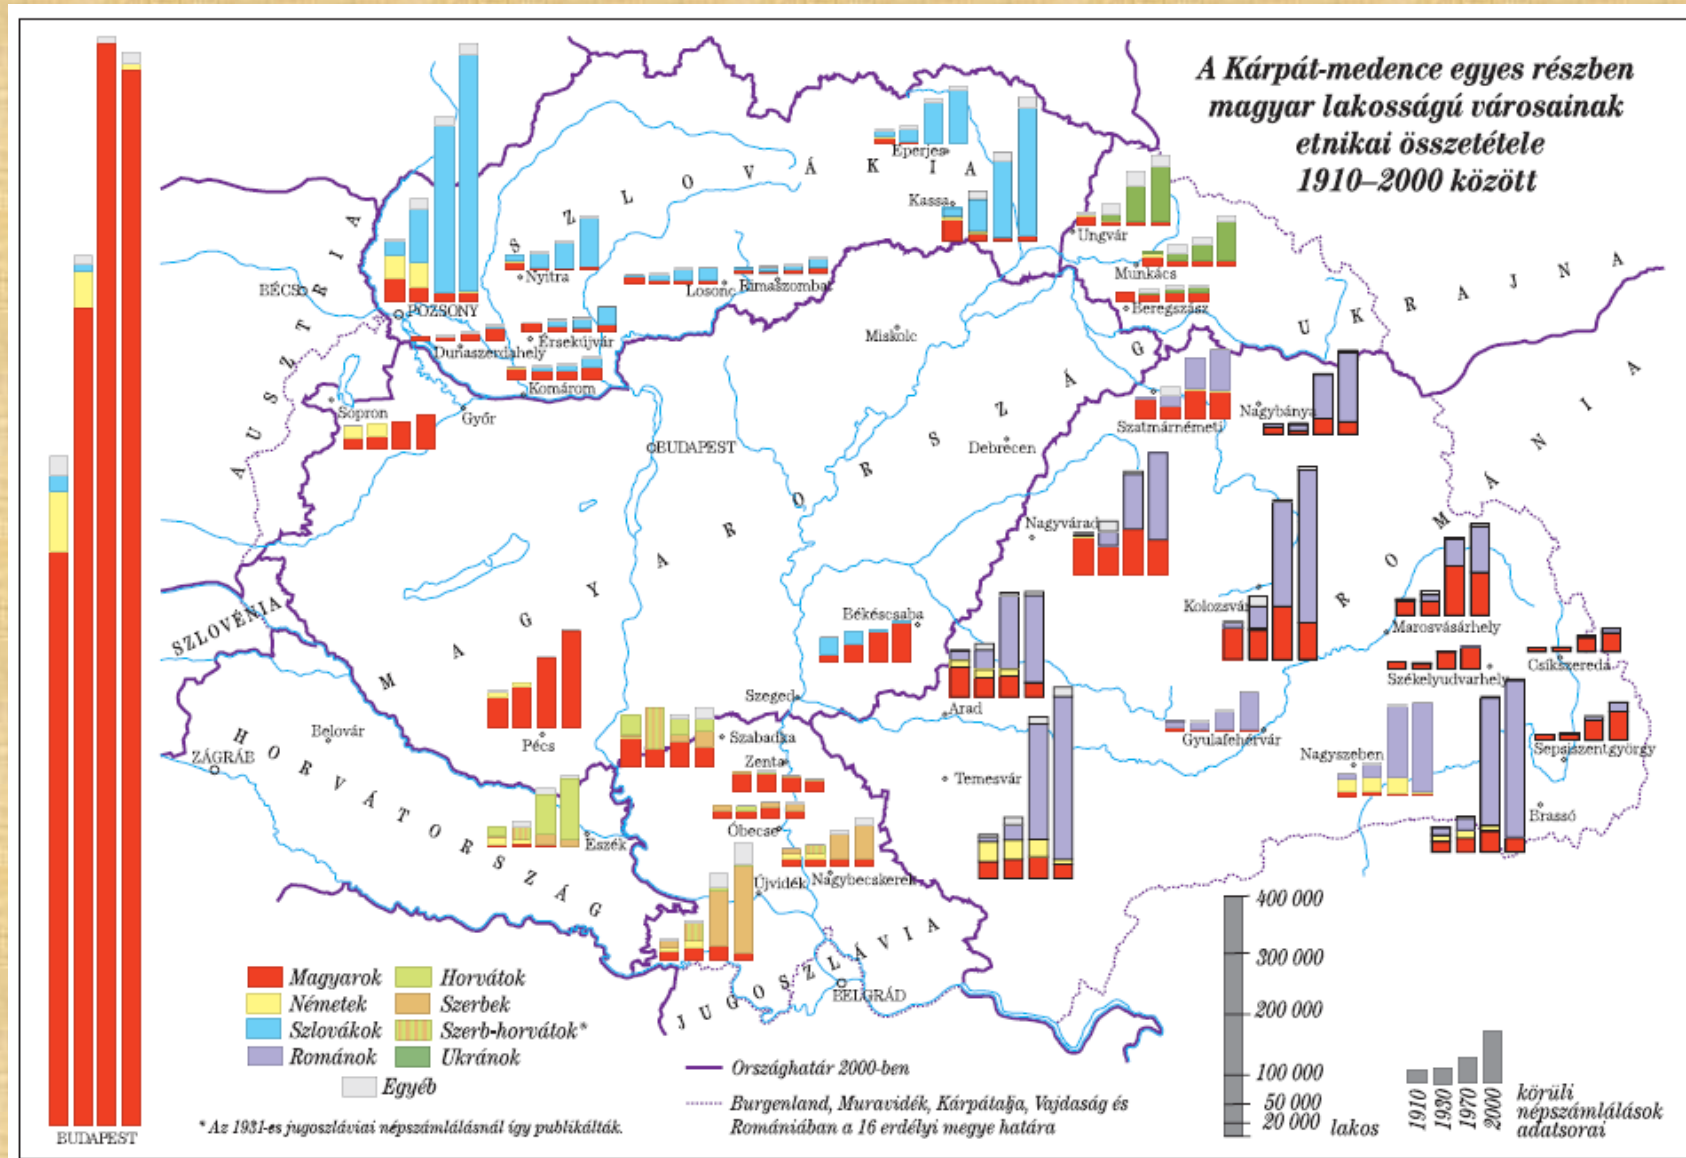 A Kárpát-medence egyes részben
magyar lakosságú városainak
etnikai összetétele
1910–2000 között
SZLOVÁKIA
Eperjes
Kassa
Ungvár
Munkács
Beregszász
UKRAJNA
AUSZTRIA
BÉCS
POZSONY
Nyitra
Losonc
Rimaszombat
Dunaszerdahely
Érsekújvár
Komárom
Miskolc
Sopron
Győr
BUDAPEST
Debrecen
Szatmárnémeti
Nagybánya
MAGYARORSZÁG
ROMÁNIA
Nagyvárad
Kolozsvár
Marosvásárhely
Csíkszereda
Székelyudvarhely
SZLOVÉNIA
Békéscsaba
Szeged
Arad
Gyulafehérvár
Nagyszeben
Sepsiszentgyörgy
Brassó
Pécs
Belovár
ZÁGRÁB
HORVÁTORSZÁG
Szabadka
Zenta
Temesvár
Óbecse
Eszék
Újvidék
Nagybecskerek
JUGOSZLÁVIA
BELGRÁD
Magyarok
Németek
Szlovákok
Románok
Horvátok
Szerbek
Szerb-horvátok*
Ukránok
Egyéb
* Az 1931-es jugoszláviai népszámlálásnál így publikálták.
Országhatár 2000-ben
Burgenland, Muravidék, Kárpátalja, Vajdaság és
Romániában a 16 erdélyi megye határa
400 000
300 000
200 000
100 000
50 000
20 000 lakos
1910
1930
1970
2000
körüli
népszámlálások
adatsorai
BUDAPEST